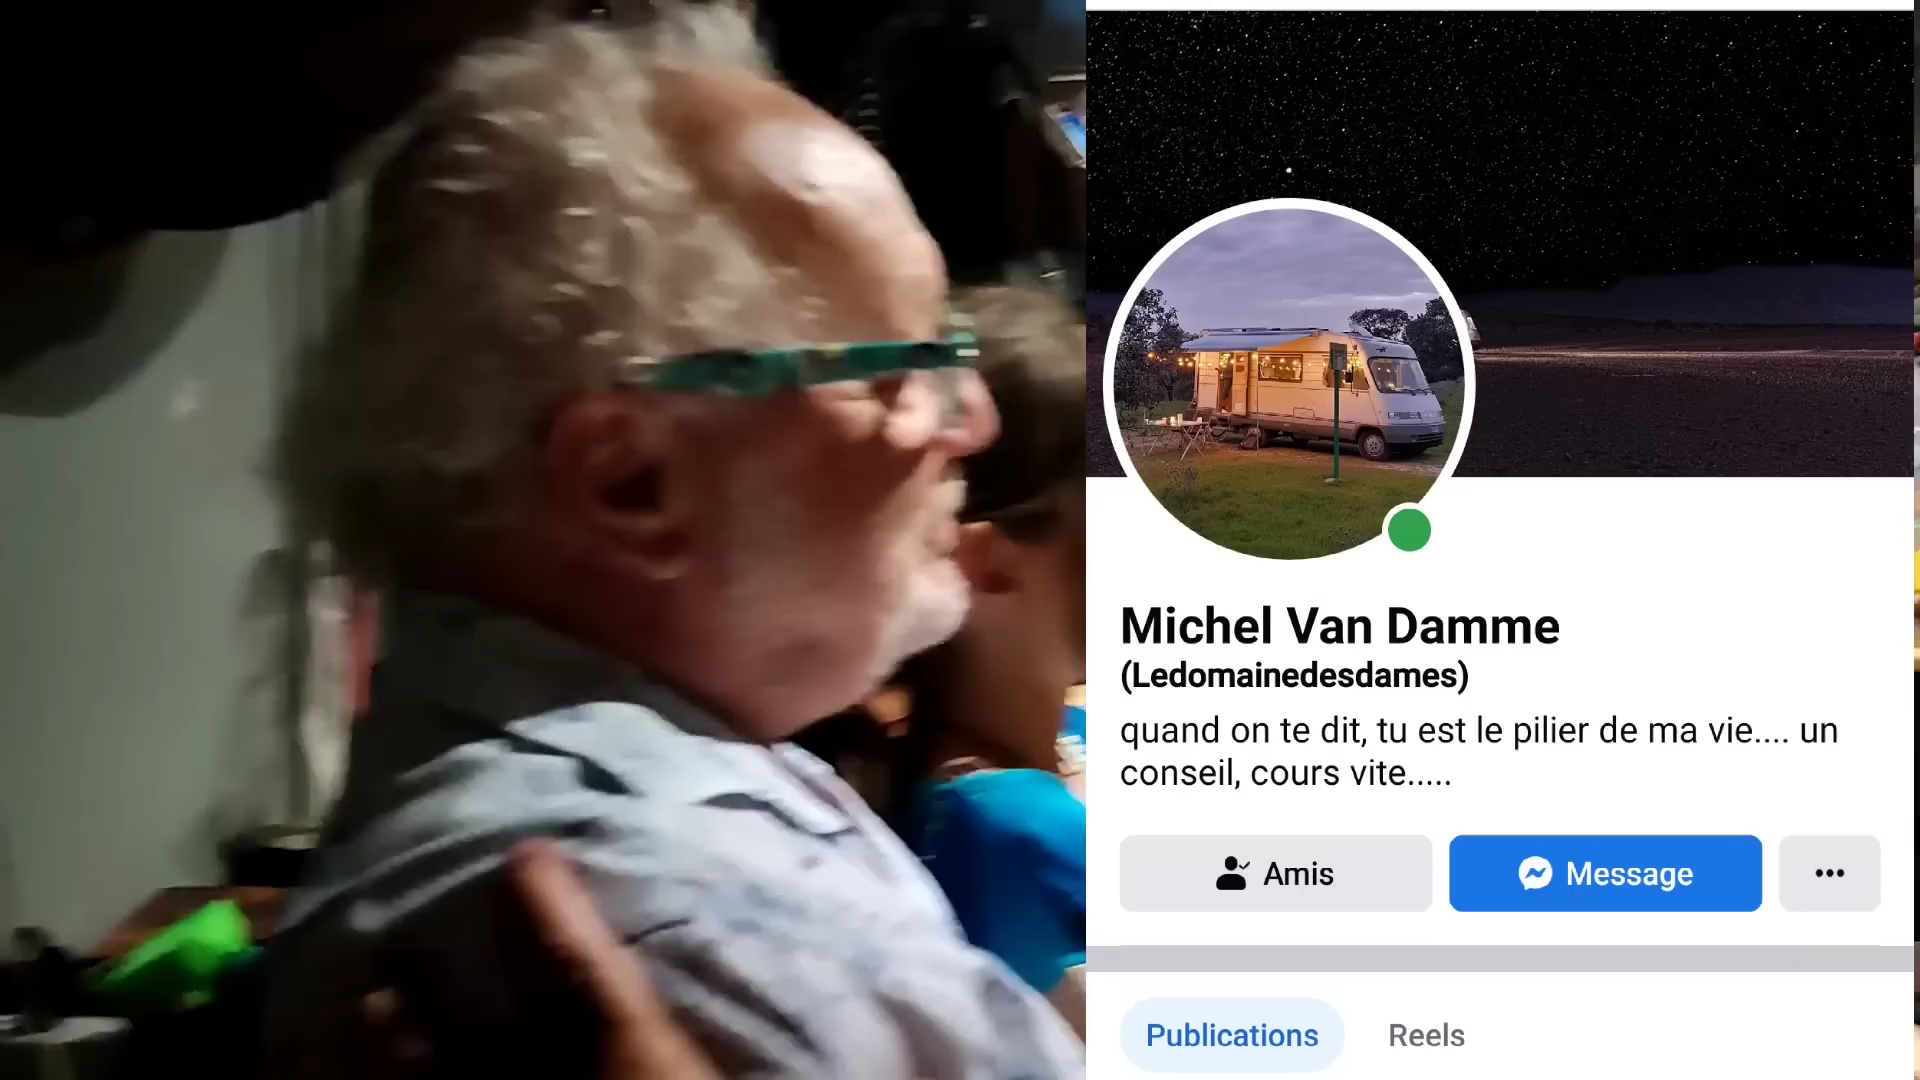 Michel Van Damme
(Ledomainedesdames)
quand on te dit, tu est le pilier de ma vie.... un
conseil, cours vite.....
Amis
Message
Publications
Reels